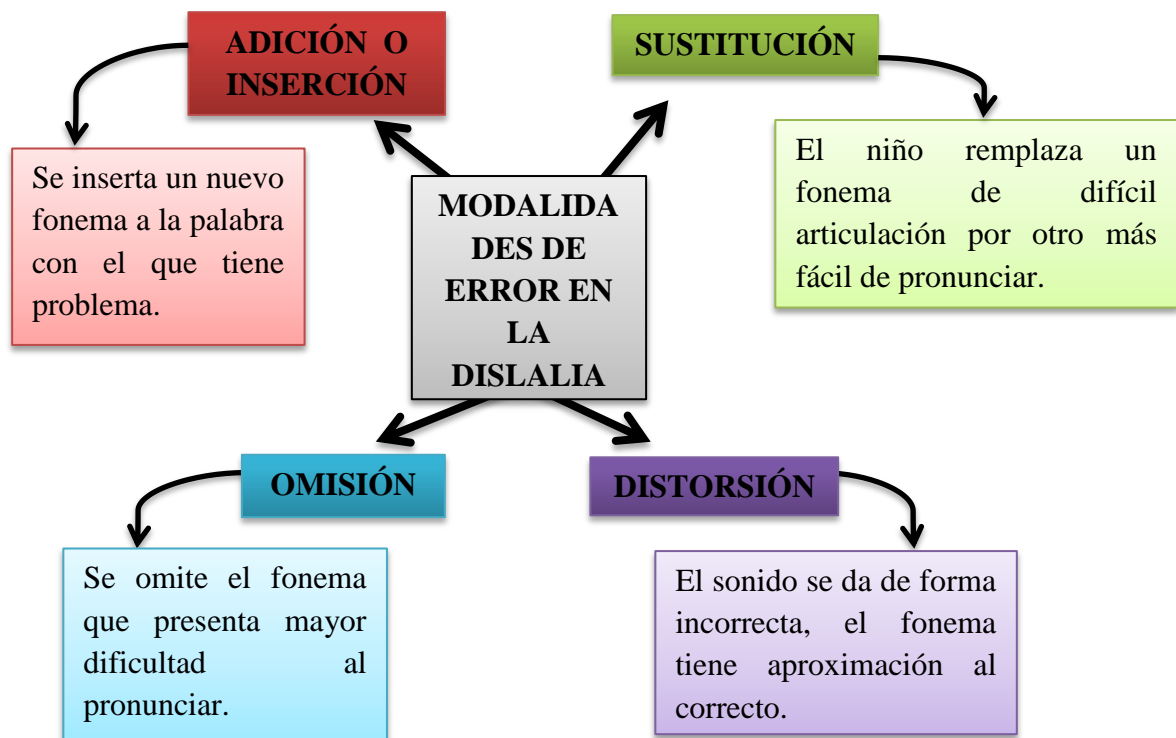 ADICIÓN O
INSERCIÓN
Se inserta un nuevo
fonema a la palabra
con el que tiene
problema.
SUSTITUCIÓN
El niño remplaza un
fonema de difícil
articulación por otro más
fácil de pronunciar.
MODALIDA
DES DE
ERROR EN
LA
DISLALIA
OMISIÓN
Se omite el fonema
que presenta mayor
dificultad al
pronunciar.
DISTORSIÓN
El sonido se da de forma
incorrecta, el fonema
tiene aproximación al
correcto.